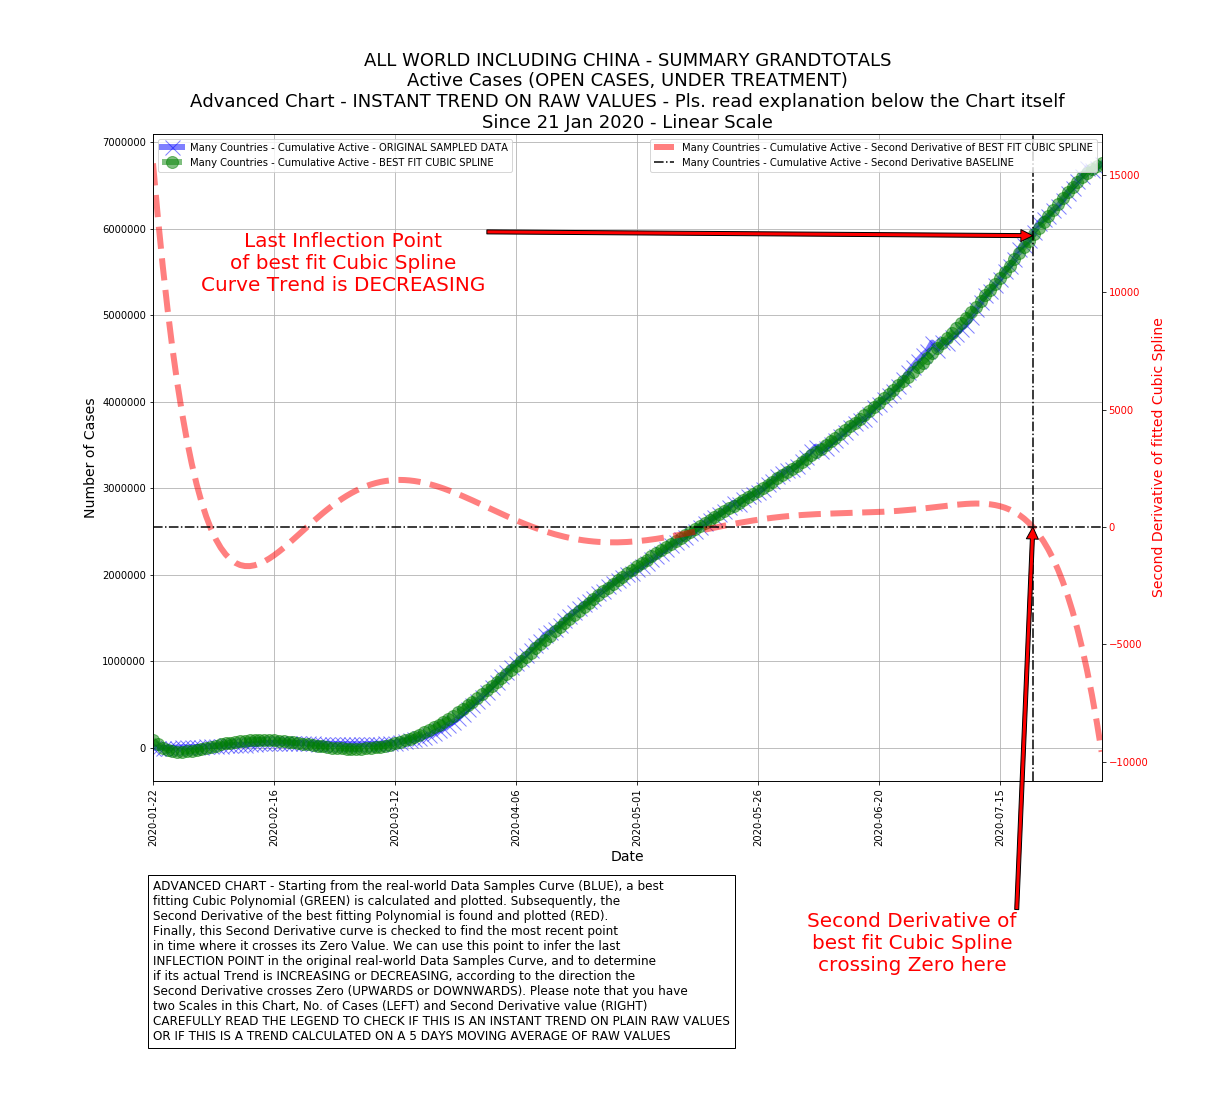 ALL WORLD INCLUDING CHINA - SUMMARY GRANDTOTALS
Active Cases (OPEN CASES, UNDER TREATMENT)
Advanced Chart - INSTANT TREND ON RAW VALUES - Pls. read explanation below the Chart itself
Since 21 Jan 2020 - Linear Scale
Many Countries - Cumulative Active - ORIGINAL SAMPLED DATA
Many Countries - Cumulative Active - BEST FIT CUBIC SPLINE
Many Countries - Cumulative Active - Second Derivative of BEST FIT CUBIC SPLINE
Many Countries - Cumulative Active - Second Derivative BASELINE
Last Inflection Point
of best fit Cubic Spline
Curve Trend is DECREASING
Number of Cases
7000000
6000000
5000000
4000000
3000000
2000000
1000000
0
15000
10000
5000
0
−5000
−10000
Second Derivative of fitted Cubic Spline
2020-01-22
2020-02-16
2020-03-12
2020-04-06
2020-05-01
2020-05-26
2020-06-20
2020-07-15
Date
ADVANCED CHART - Starting from the real-world Data Samples Curve (BLUE), a best
fitting Cubic Polynomial (GREEN) is calculated and plotted. Subsequently, the
Second Derivative of the best fitting Polynomial is found and plotted (RED).
Finally, this Second Derivative curve is checked to find the most recent point
in time where it crosses its Zero Value. We can use this point to infer the last
INFLECTION POINT in the original real-world Data Samples Curve, and to determine
if its actual Trend is INCREASING or DECREASING, according to the direction the
Second Derivative crosses Zero (UPWARDS or DOWNWARDS). Please note that you have
two Scales in this Chart, No. of Cases (LEFT) and Second Derivative value (RIGHT)
CAREFULLY READ THE LEGEND TO CHECK IF THIS IS AN INSTANT TREND ON PLAIN RAW VALUES
OR IF THIS IS A TREND CALCULATED ON A 5 DAYS MOVING AVERAGE OF RAW VALUES
Second Derivative of
best fit Cubic Spline
crossing Zero here